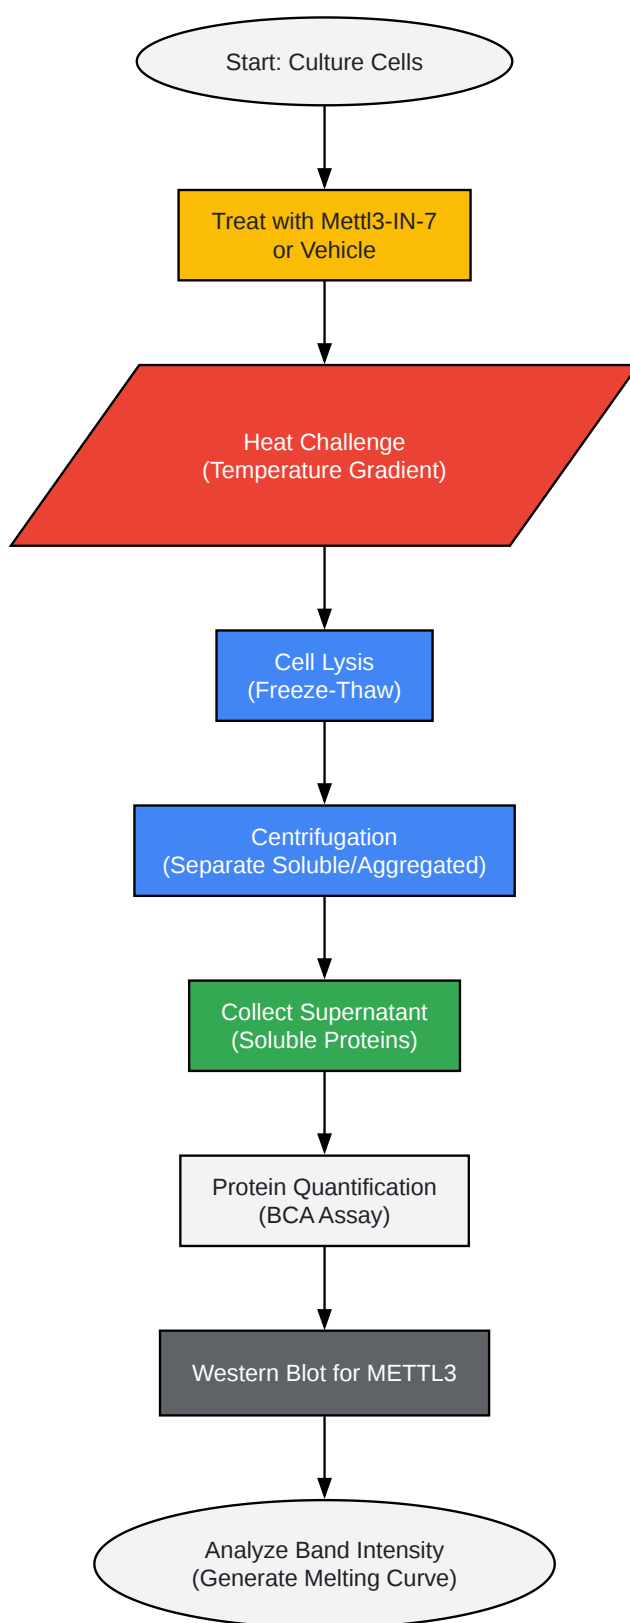 Start: Culture Cells
Treat with Mettl3-IN-7
or Vehicle
Heat Challenge
(Temperature Gradient)
Cell Lysis
(Freeze-Thaw)
Centrifugation
(Separate Soluble/Aggregated)
Collect Supernatant
(Soluble Proteins)
Protein Quantification
(BCA Assay)
Western Blot for METTL3
Analyze Band Intensity
(Generate Melting Curve)